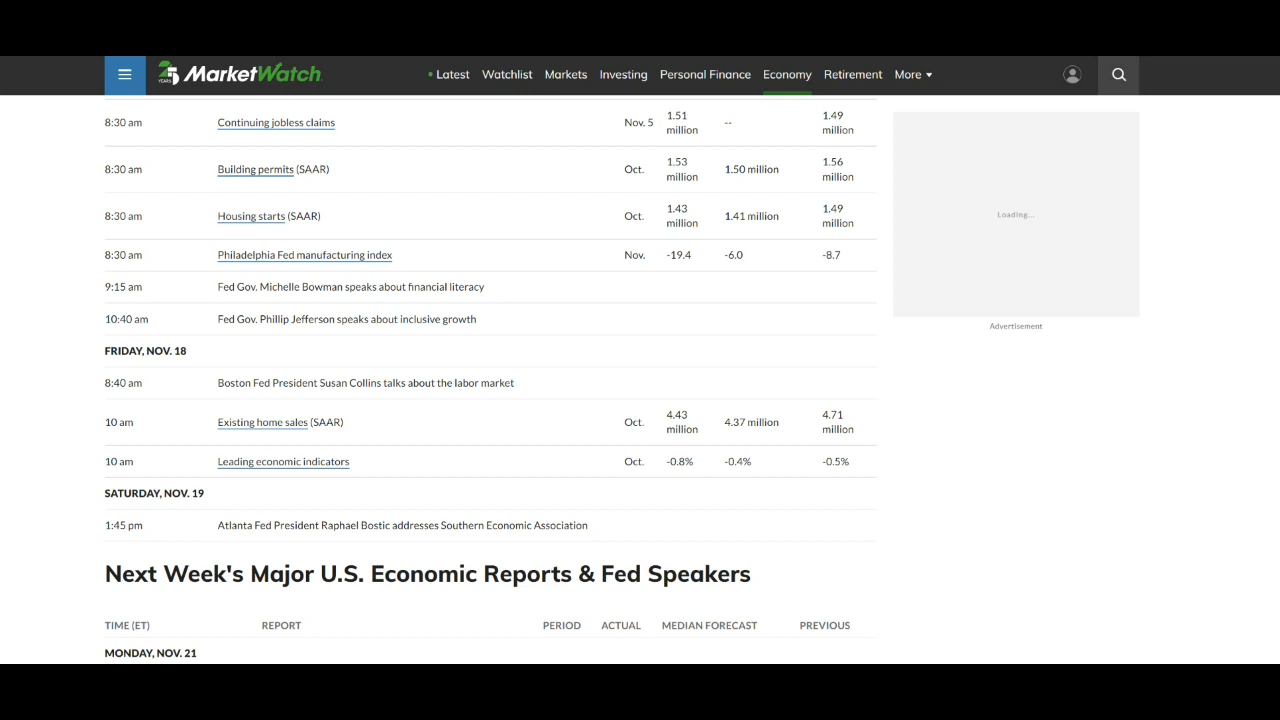 25 YEARS MarketWatch
Latest Watchlist Markets Investing Personal Finance Economy Retirement More
8:30 am Continuing jobless claims Nov. 5 1.51 million -- 1.49 million
8:30 am Building permits (SAAR) Oct. 1.53 million 1.50 million 1.56 million
8:30 am Housing starts (SAAR) Oct. 1.43 million 1.41 million 1.49 million
8:30 am Philadelphia Fed manufacturing index Nov. -19.4 -6.0 -8.7
9:15 am Fed Gov. Michelle Bowman speaks about financial literacy
10:40 am Fed Gov. Phillip Jefferson speaks about inclusive growth
FRIDAY, NOV. 18
8:40 am Boston Fed President Susan Collins talks about the labor market
10 am Existing home sales (SAAR) Oct. 4.43 million 4.37 million 4.71 million
10 am Leading economic indicators Oct. -0.8% -0.4% -0.5%
SATURDAY, NOV. 19
1:45 pm Atlanta Fed President Raphael Bostic addresses Southern Economic Association
Next Week's Major U.S. Economic Reports & Fed Speakers
TIME (ET) REPORT PERIOD ACTUAL MEDIAN FORECAST PREVIOUS
MONDAY, NOV. 21
Loading...
Advertisement